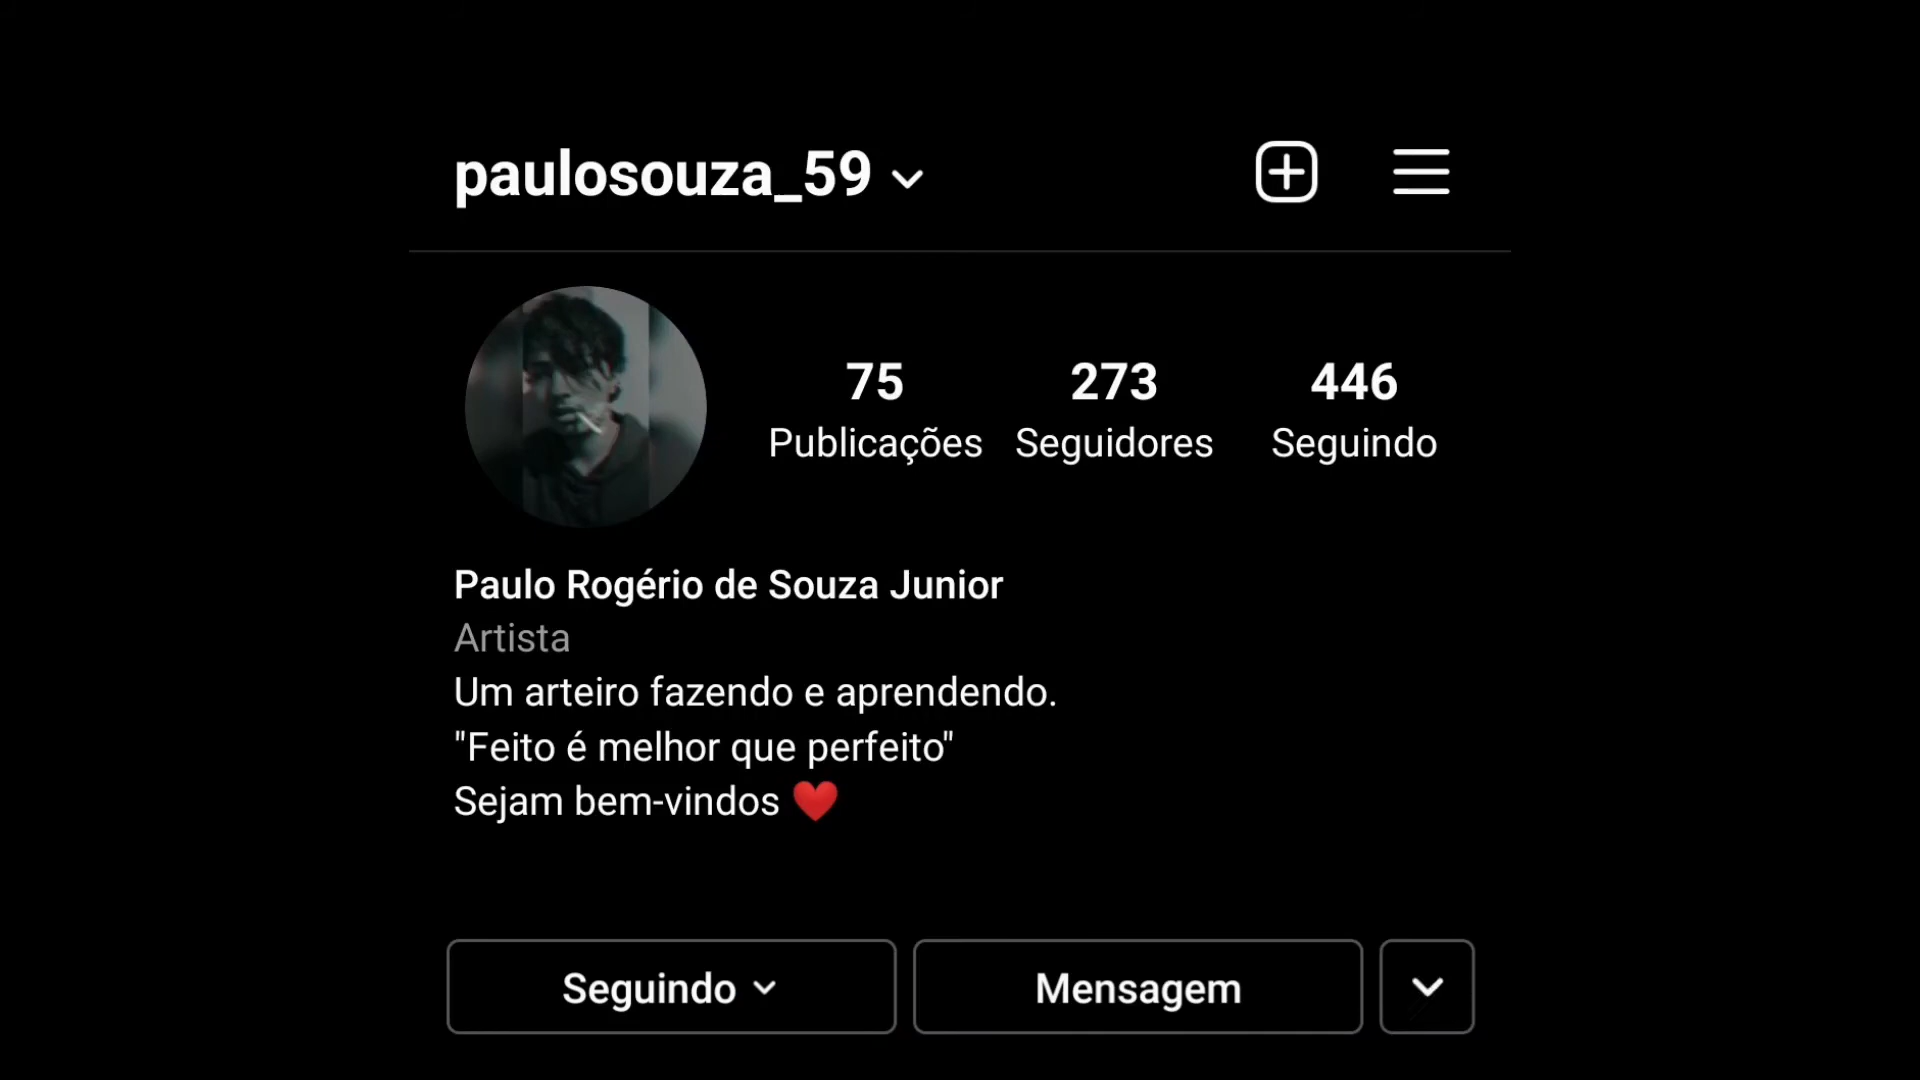 paulosouza_59
75 273 446
Publicações Seguidores Seguindo
Paulo Rogério de Souza Junior
Artista
Um arteiro fazendo e aprendendo.
"Feito é melhor que perfeito"
Sejam bem-vindos ❤️
Seguindo Mensagem